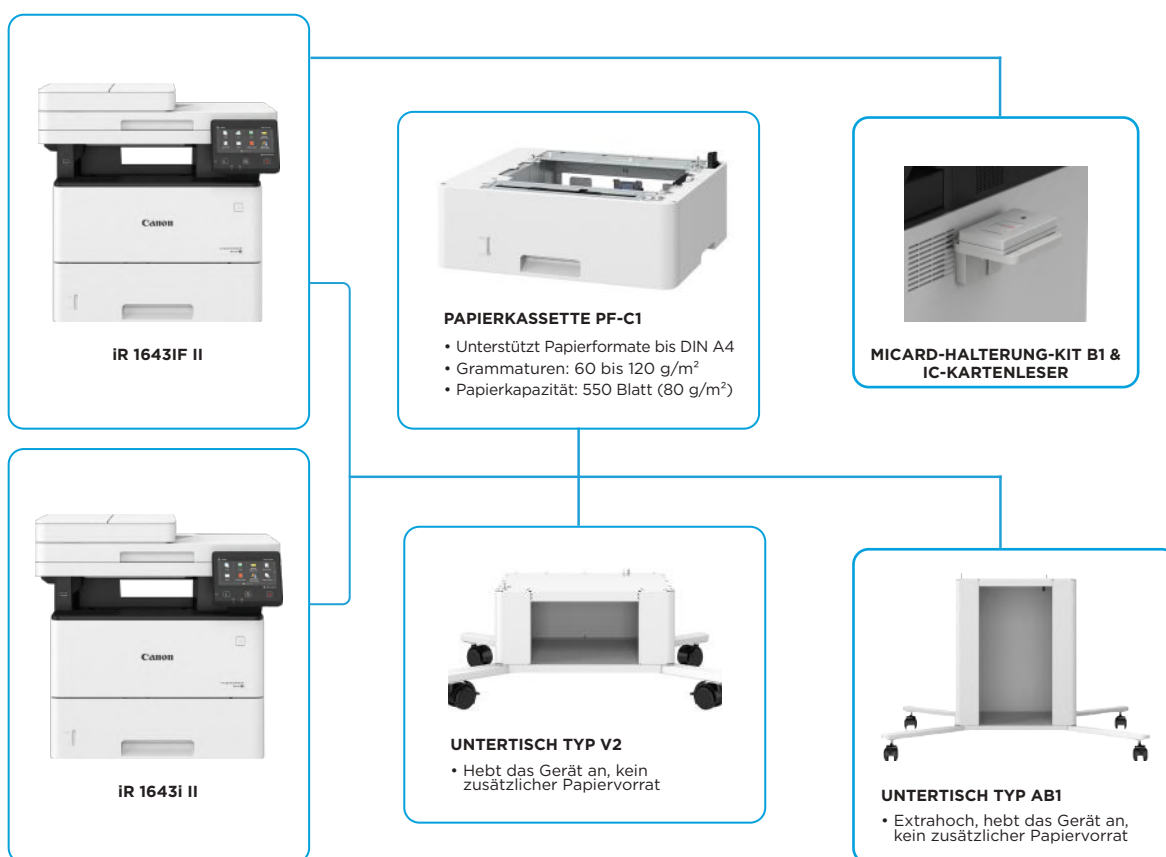 Canon
iR 1643IF II
PAPIERKASSETTE PF-C1
• Unterstützt Papierformate bis DIN A4
• Grammaturen: 60 bis 120 g/m²
• Papierkapazität: 550 Blatt (80 g/m²)
MICARD-HALTERUNG-KIT B1 &
IC-KARTENLESER
Canon
iR 1643i II
UNTERTISCH TYP V2
• Hebt das Gerät an, kein
zusätzlicher Papiervorrat
UNTERTISCH TYP AB1
• Extrahoch, hebt das Gerät an,
kein zusätzlicher Papiervorrat